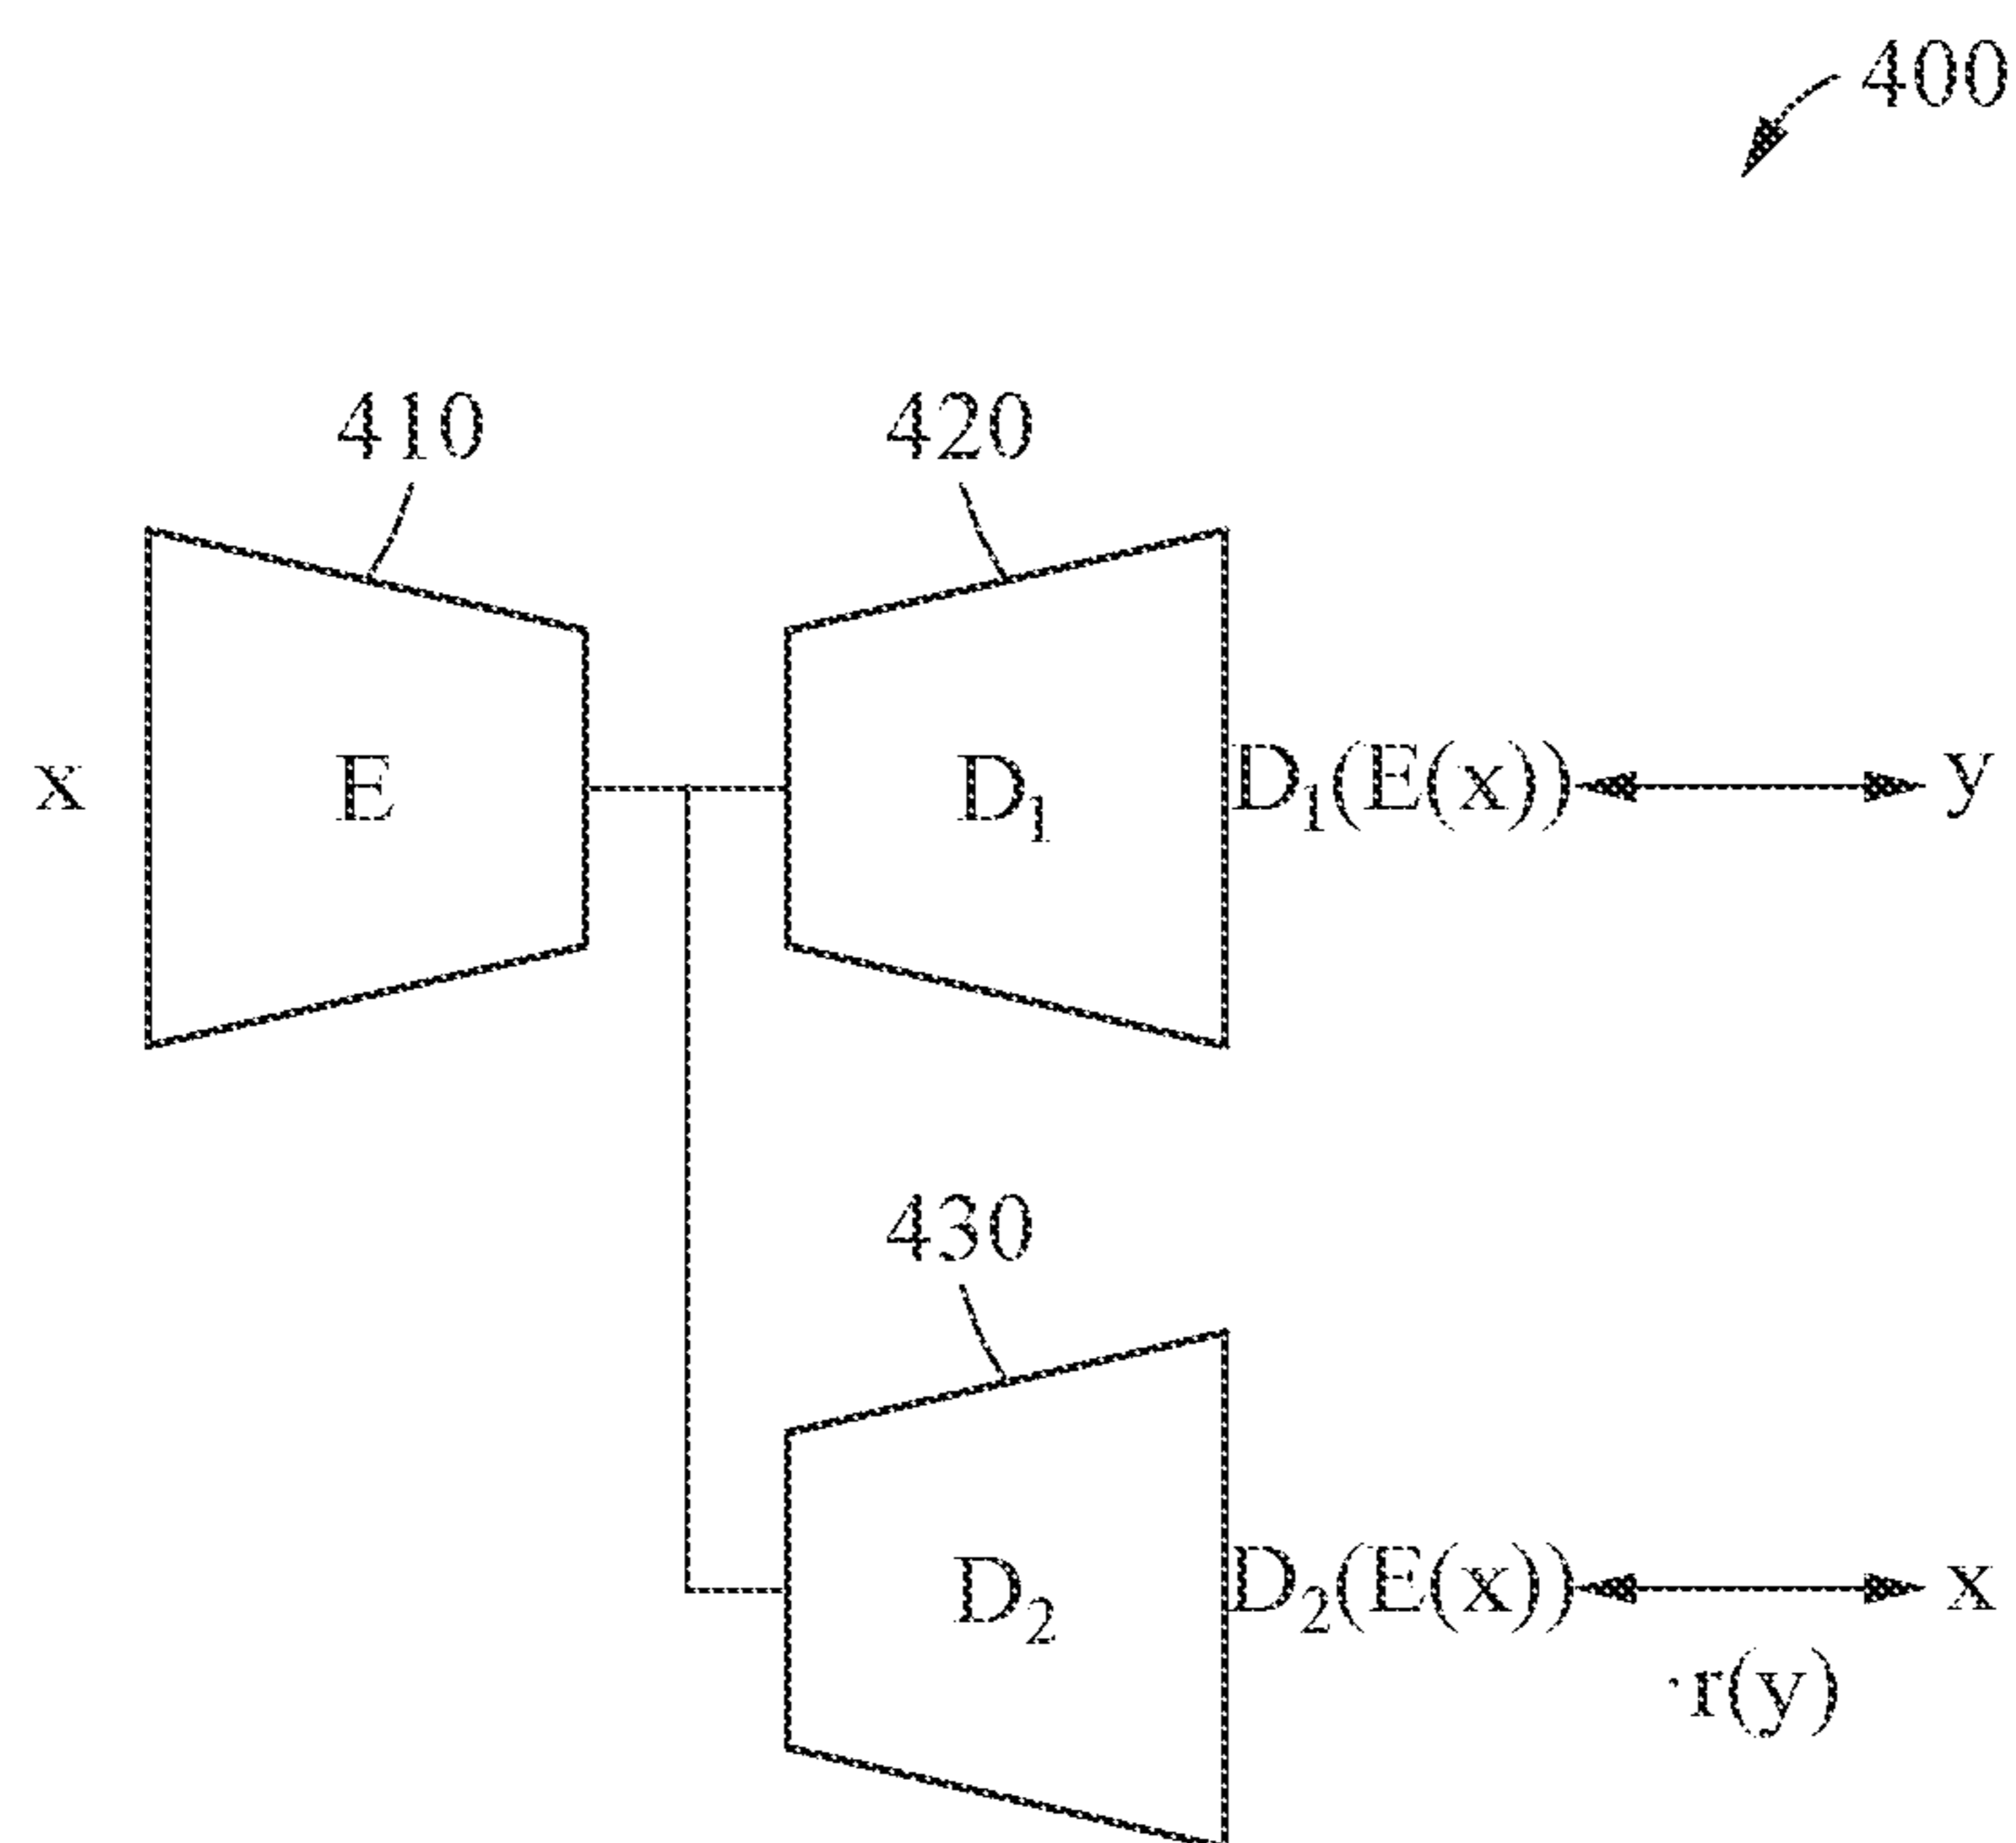 400
410
420
x
E
D₁
D₁(E(x))
y
430
D₂
D₂(E(x))
x
·r(y)